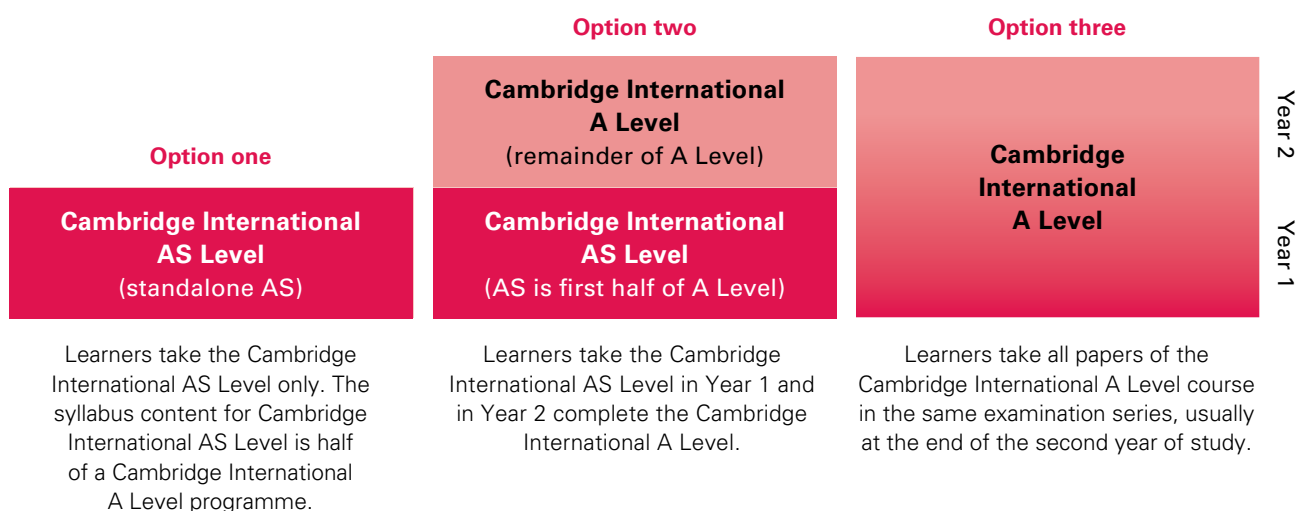 Option one
Cambridge International
AS Level
(standalone AS)
Learners take the Cambridge
International AS Level only. The
syllabus content for Cambridge
International AS Level is half
of a Cambridge International
A Level programme.
Option two
Cambridge International
A Level
(remainder of A Level)
Cambridge International
AS Level
(AS is first half of A Level)
Learners take the Cambridge
International AS Level in Year 1 and
in Year 2 complete the Cambridge
International A Level.
Option three
Cambridge
International
A Level
Learners take all papers of the
Cambridge International A Level course
in the same examination series, usually
at the end of the second year of study.
Year 2
Year 1